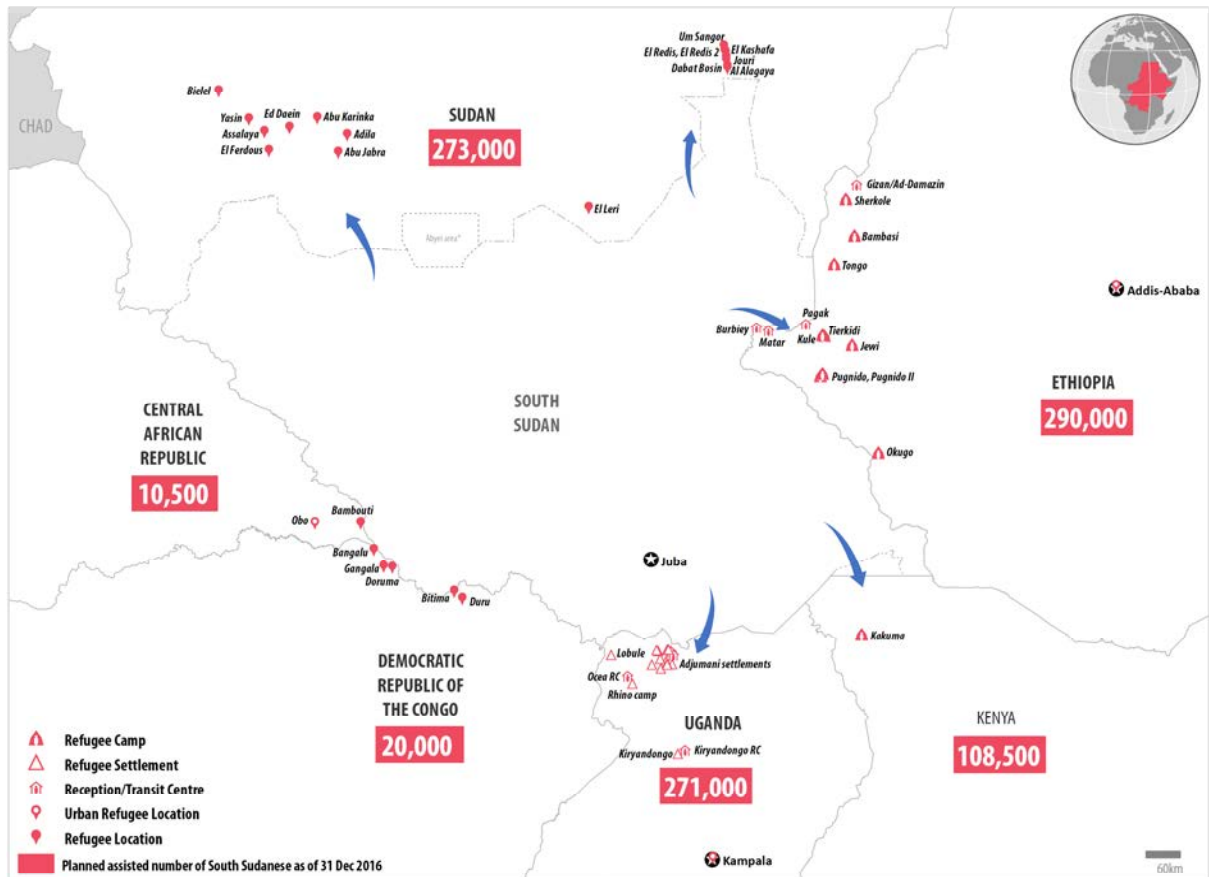 Um Sangor
El Redis, El Redis 2
El Kashafa
Jouri
Dabat Bosin
Al Alagaya
Bielel
CHAD
Yasin
Ed Daein
Abu Karinka
SUDAN
Assalaya
Adila
El Ferdous
Abu Jabra
273,000
Gizan/Ad-Damazin
Sherkole
El Leri
Abyei area*
Bambasi
Tongo
Addis-Ababa
Pagak
Burbiey
Matar
Kule
Tierkidi
Jewi
Pugnido, Pugnido II
ETHIOPIA
290,000
SOUTH
SUDAN
CENTRAL
AFRICAN
REPUBLIC
10,500
Okugo
Obo
Bambouti
Bangalu
Gangala
Doruma
Bitima
Duru
Juba
Kakuma
Lobule
Adjumani settlements
Ocea RC
Rhino camp
DEMOCRATIC
REPUBLIC OF
THE CONGO
20,000
UGANDA
Kiryandongo
Kiryandongo RC
271,000
KENYA
108,500
Kampala
Refugee Camp
Refugee Settlement
Reception/Transit Centre
Urban Refugee Location
Refugee Location
Planned assisted number of South Sudanese as of 31 Dec 2016
60km